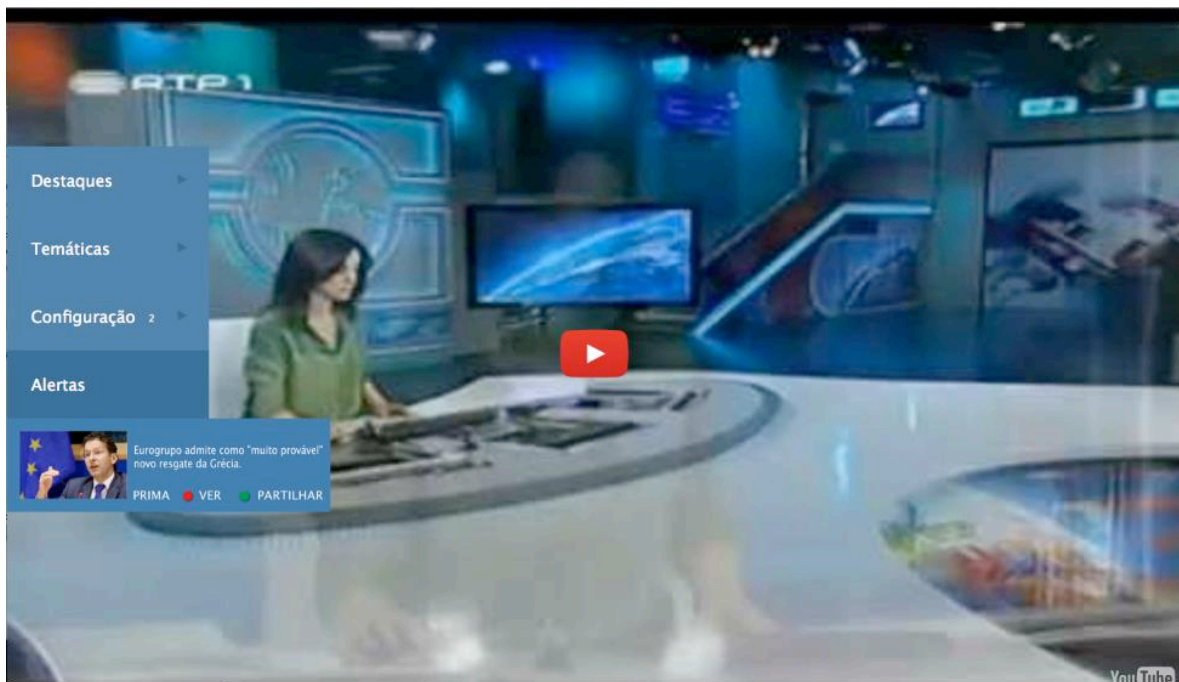 RTP1
Destaques
Temáticas
Configuração 2
Alertas
Eurogrupo admite como "muito provável"
novo resgate da Grécia.
PRIMA VER PARTILHAR
YouTube